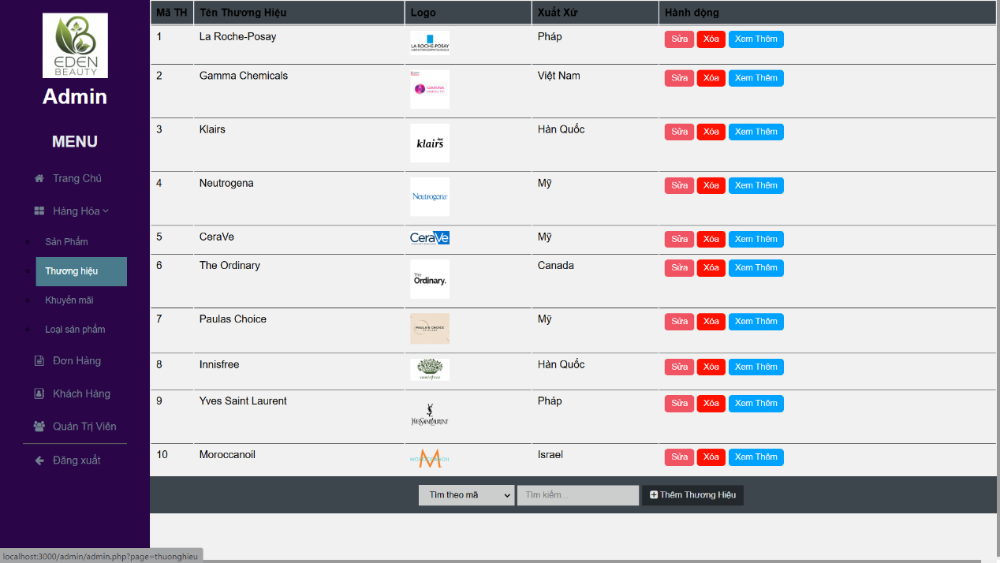 EDEN
BEAUTY
Admin
MENU
Trang Chủ
Hàng Hóa
Sản Phẩm
Thương hiệu
Khuyến mãi
Loại sản phẩm
Đơn Hàng
Khách Hàng
Quản Trị Viên
Đăng xuất
Mã TH Tên Thương Hiệu Logo Xuất Xứ Hành động
1 La Roche-Posay LA ROCHE-POSAY Pháp Sửa Xóa Xem Thêm
2 Gamma Chemicals Việt Nam Sửa Xóa Xem Thêm
3 Klairs klairs Hàn Quốc Sửa Xóa Xem Thêm
4 Neutrogena Neutrogena Mỹ Sửa Xóa Xem Thêm
5 CeraVe CeraVe Mỹ Sửa Xóa Xem Thêm
6 The Ordinary The Ordinary. Canada Sửa Xóa Xem Thêm
7 Paulas Choice PAULA'S CHOICE Mỹ Sửa Xóa Xem Thêm
8 Innisfree innisfree Hàn Quốc Sửa Xóa Xem Thêm
9 Yves Saint Laurent YVESSAINTLAURENT Pháp Sửa Xóa Xem Thêm
10 Moroccanoil MOROCCANOIL Israel Sửa Xóa Xem Thêm
Tìm theo mã Tìm kiếm... Thêm Thương Hiệu
localhost:3000/admin/admin.php?page=thuonghieu